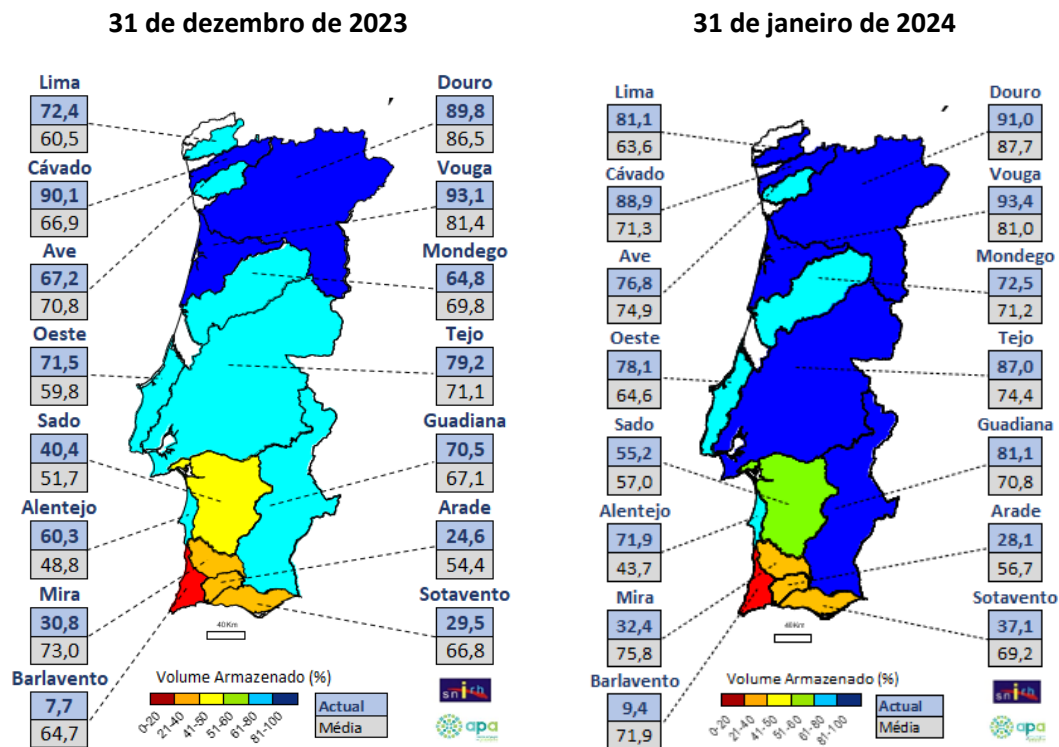 31 de dezembro de 2023
Lima
72,4
60,5
Cávado
90,1
66,9
Ave
67,2
70,8
Oeste
71,5
59,8
Sado
40,4
51,7
Alentejo
60,3
48,8
Mira
30,8
73,0
Barlavento
7,7
64,7
Douro
89,8
86,5
Vouga
93,1
81,4
Mondego
64,8
69,8
Tejo
79,2
71,1
Guadiana
70,5
67,1
Arade
24,6
54,4
Sotavento
29,5
66,8
40Km
Volume Armazenado (%)
0-20
21-40
41-50
51-60
61-80
81-100
Actual
Média
snirh
apa
31 de janeiro de 2024
Lima
81,1
63,6
Cávado
88,9
71,3
Ave
76,8
74,9
Oeste
78,1
64,6
Sado
55,2
57,0
Alentejo
71,9
43,7
Mira
32,4
75,8
Barlavento
9,4
71,9
Douro
91,0
87,7
Vouga
93,4
81,0
Mondego
72,5
71,2
Tejo
87,0
74,4
Guadiana
81,1
70,8
Arade
28,1
56,7
Sotavento
37,1
69,2
40Km
Volume Armazenado (%)
0-20
21-40
41-50
51-60
61-80
81-100
Actual
Média
snirh
apa